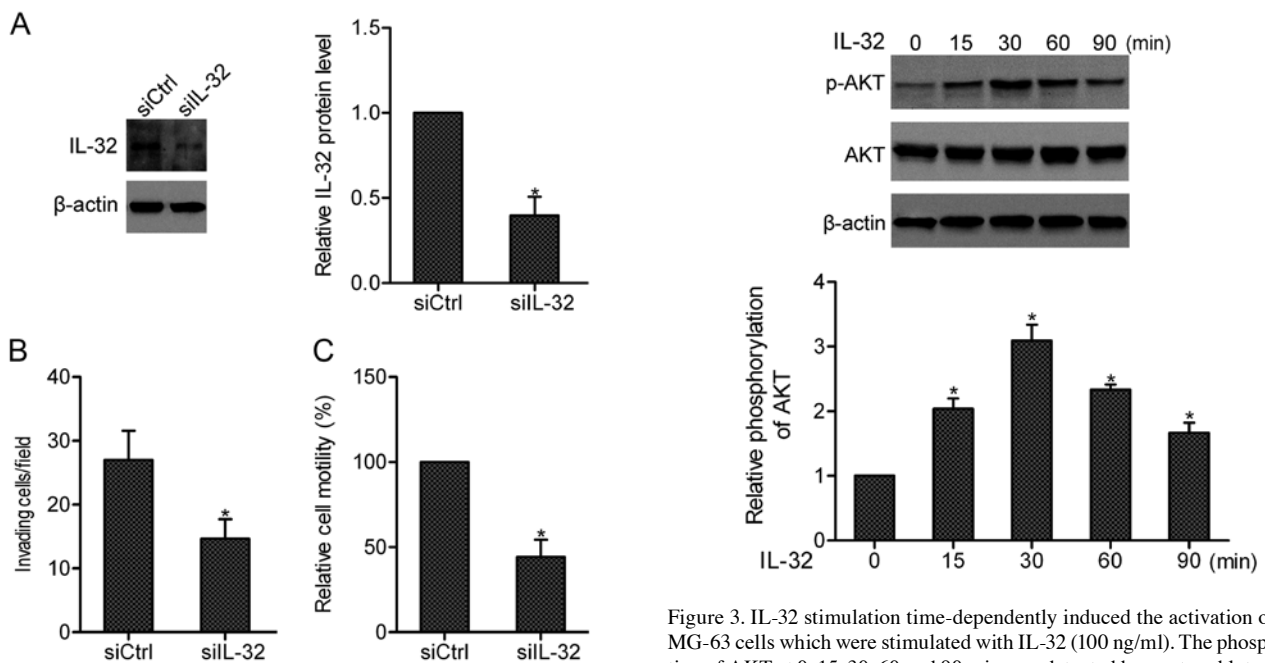 A
siCtrl
siIL-32
IL-32
β-actin
Relative IL-32 protein level
1.5
1.0
0.5
0.0
siCtrl
siIL-32
B
Invading cells/field
40
30
20
10
0
siCtrl
siIL-32
*
C
Relative cell motility (%)
150
100
50
0
siCtrl
siIL-32
*
*
IL-32 0 15 30 60 90 (min)
p-AKT
AKT
β-actin
Relative phosphorylation
of AKT
4
3
2
1
0
* * * *
IL-32 0 15 30 60 90 (min)
Figure 3. IL-32 stimulation time-dependently induced the activation o
MG-63 cells which were stimulated with IL-32 (100 ng/ml). The phosp